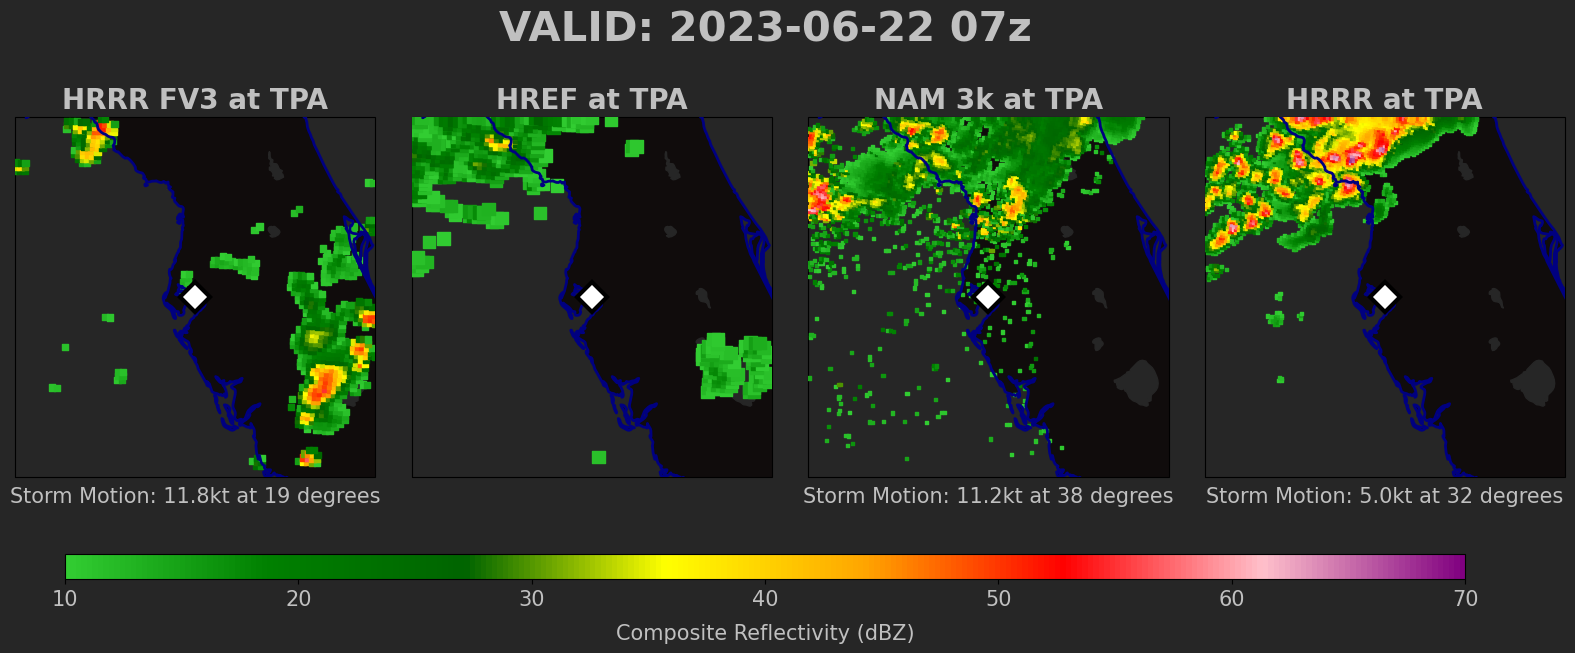 VALID: 2023-06-22 07z
HRRR FV3 at TPA
HREF at TPA
NAM 3k at TPA
HRRR at TPA
Storm Motion: 11.8kt at 19 degrees
Storm Motion: 11.2kt at 38 degrees
Storm Motion: 5.0kt at 32 degrees
10 20 30 40 50 60 70
Composite Reflectivity (dBZ)